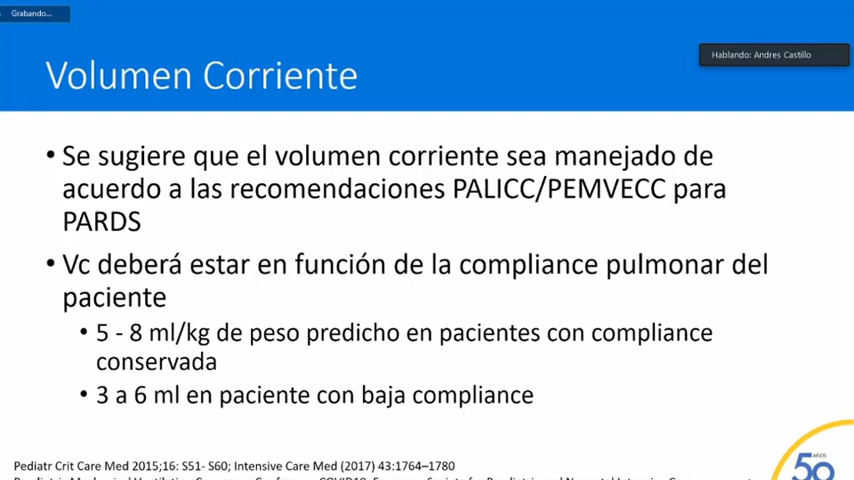 Grabando...
Hablando: Andres Castillo
Volumen Corriente
• Se sugiere que el volumen corriente sea manejado de
acuerdo a las recomendaciones PALICC/PEMVECC para
PARDS
• Vc deberá estar en función de la compliance pulmonar del
paciente
• 5 - 8 ml/kg de peso predicho en pacientes con compliance
conservada
• 3 a 6 ml en paciente con baja compliance
Pediatr Crit Care Med 2015;16: S51- S60; Intensive Care Med (2017) 43:1764–1780
AÑOS
50